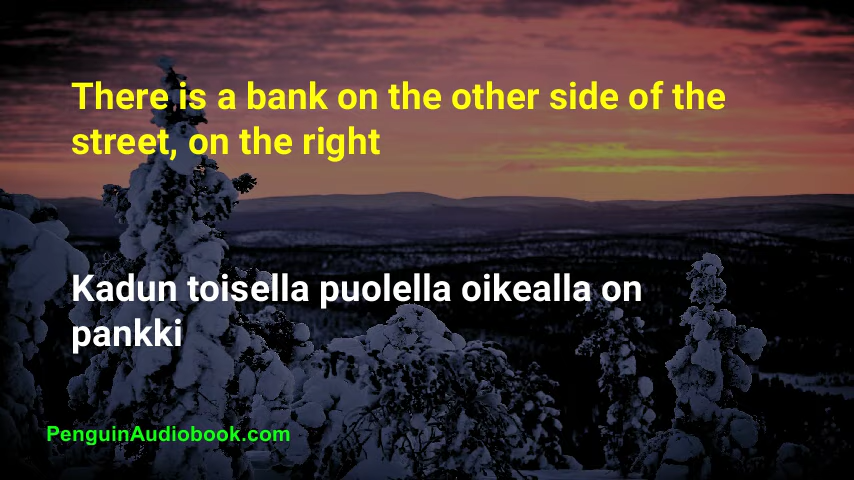 There is a bank on the other side of the
street, on the right
Kadun toisella puolella oikealla on
pankki
PenguinAudiobook.com